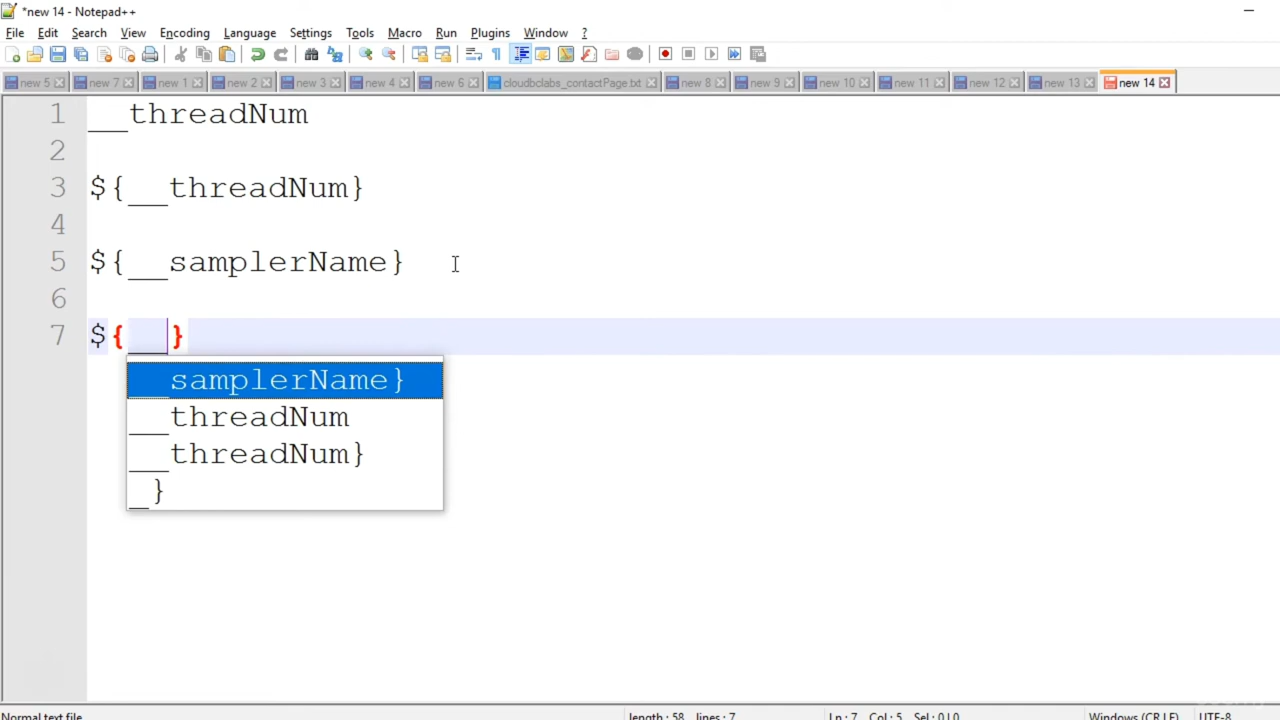 *new 14 - Notepad++
File Edit Search View Encoding Language Settings Tools Macro Run Plugins Window ?
new 5 new 7 new 1 new 2 new 3 new 4 new 6 cloudbclabs_contactPage.txt new 8 new 9 new 10 new 11 new 12 new 13 new 14
1 __threadNum
2
3 ${__threadNum}
4
5 ${__samplerName}
6
7 ${__}
__samplerName}
__threadNum
__threadNum}
_}
Normal text file length : 58 lines : 7 Ln : 7 Col : 5 Sel : 0 | 0 Windows (CR LF) UTF-8